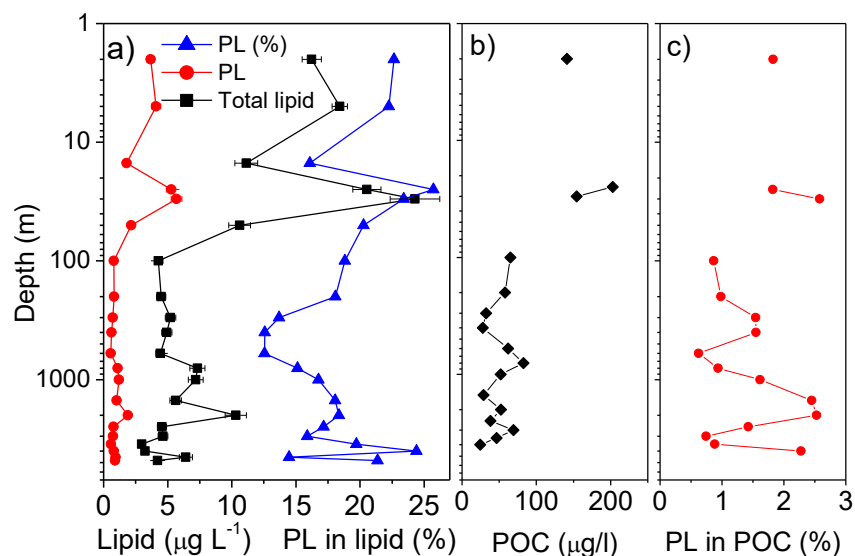 1
10
100
1000
Depth (m)
a)
PL (%)
PL
Total lipid
0 5 10 15 20 25
Lipid (μg L⁻¹) PL in lipid (%)
b)
0 100 200
POC (μg/l)
c)
0 1 2 3
PL in POC (%)